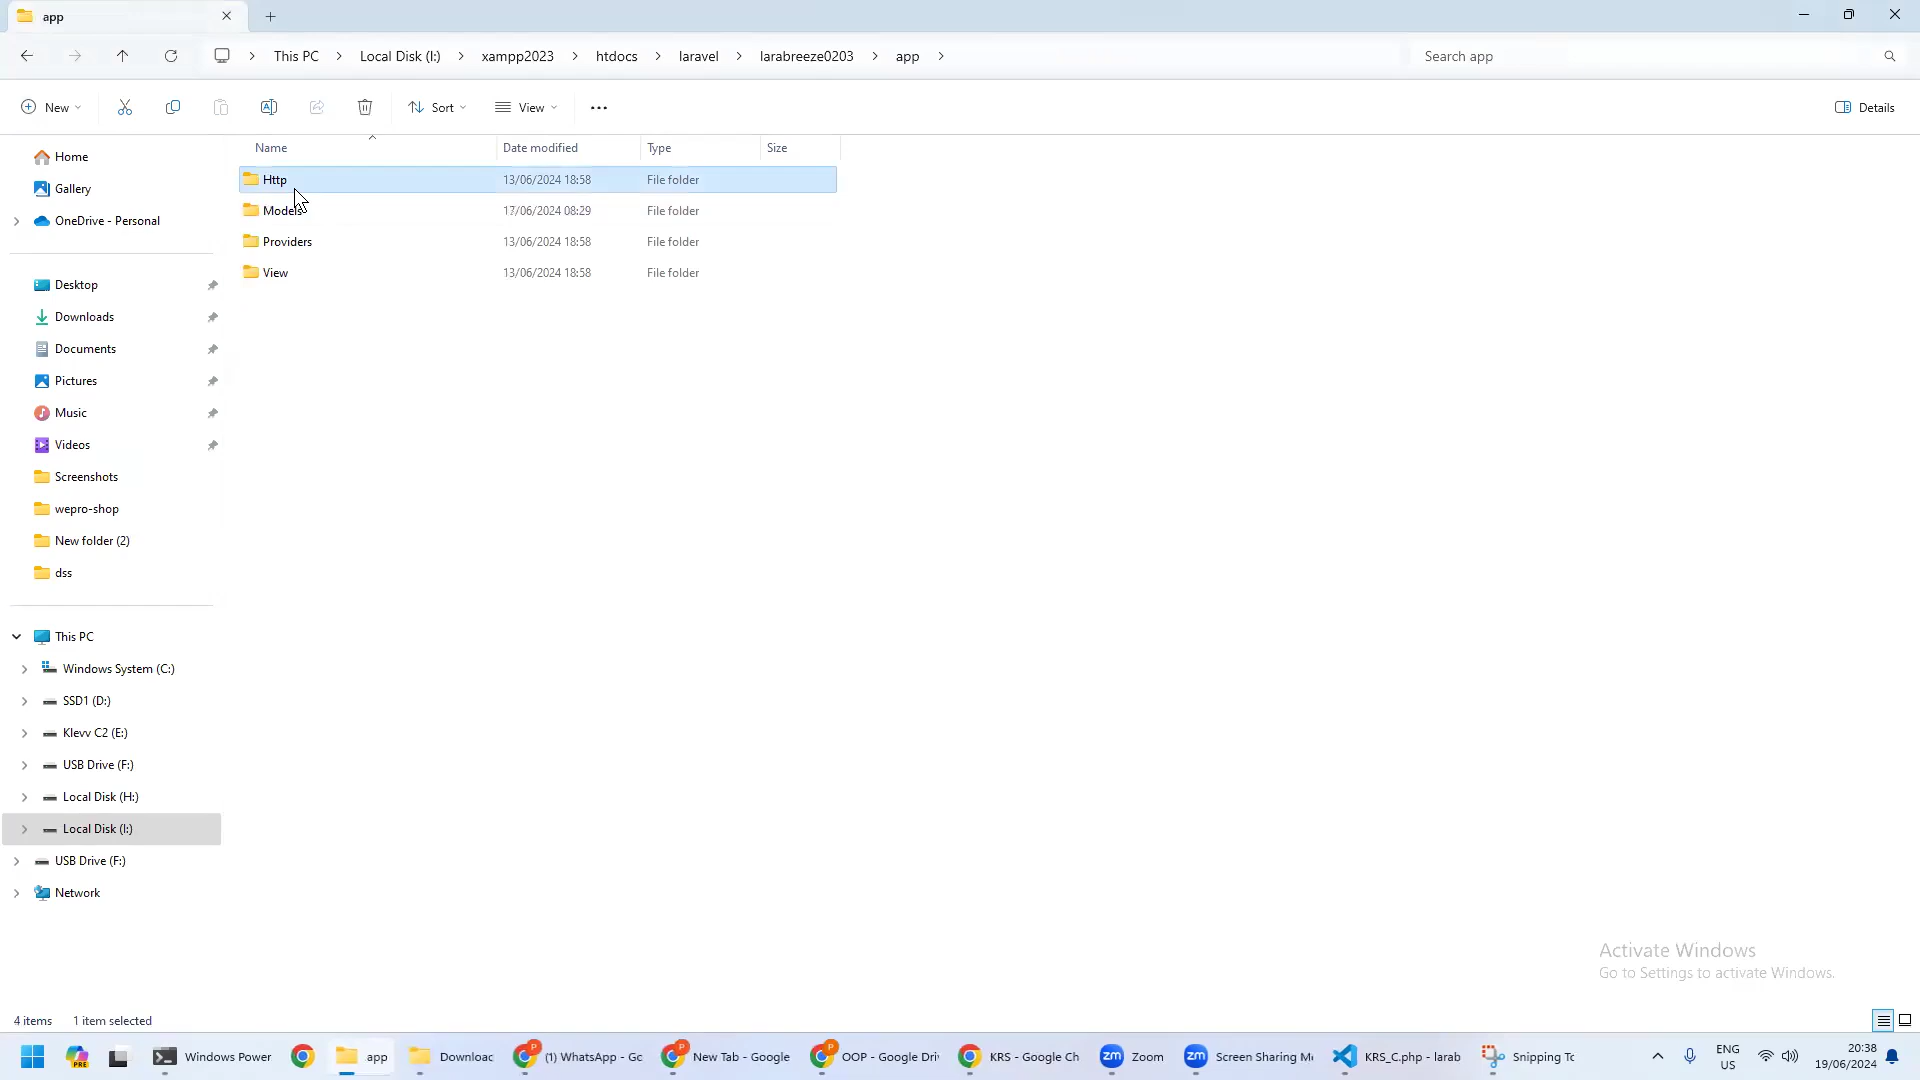 app
This PC
Local Disk (I:)
xampp2023
htdocs
laravel
larabreeze0203
app
Search app
New
Sort
View
Details
Home
Gallery
OneDrive - Personal
Desktop
Downloads
Documents
Pictures
Music
Videos
Screenshots
wepro-shop
New folder (2)
dss
This PC
Windows System (C:)
SSD1 (D:)
Klevv C2 (E:)
USB Drive (F:)
Local Disk (H:)
Local Disk (I:)
USB Drive (F:)
Network
Name Date modified Type Size
Http 13/06/2024 18:58 File folder
Models 17/06/2024 08:29 File folder
Providers 13/06/2024 18:58 File folder
View 13/06/2024 18:58 File folder
Activate Windows
Go to Settings to activate Windows.
4 items 1 item selected
PRE
Windows Power
app
Downloac
P
(1) WhatsApp - Gc
P
New Tab - Google
P
OOP - Google Dri
KRS - Google Ch
zm
Zoom
zm
Screen Sharing M
KRS_C.php - larab
Snipping Tc
ENG
US
20:38
19/06/2024